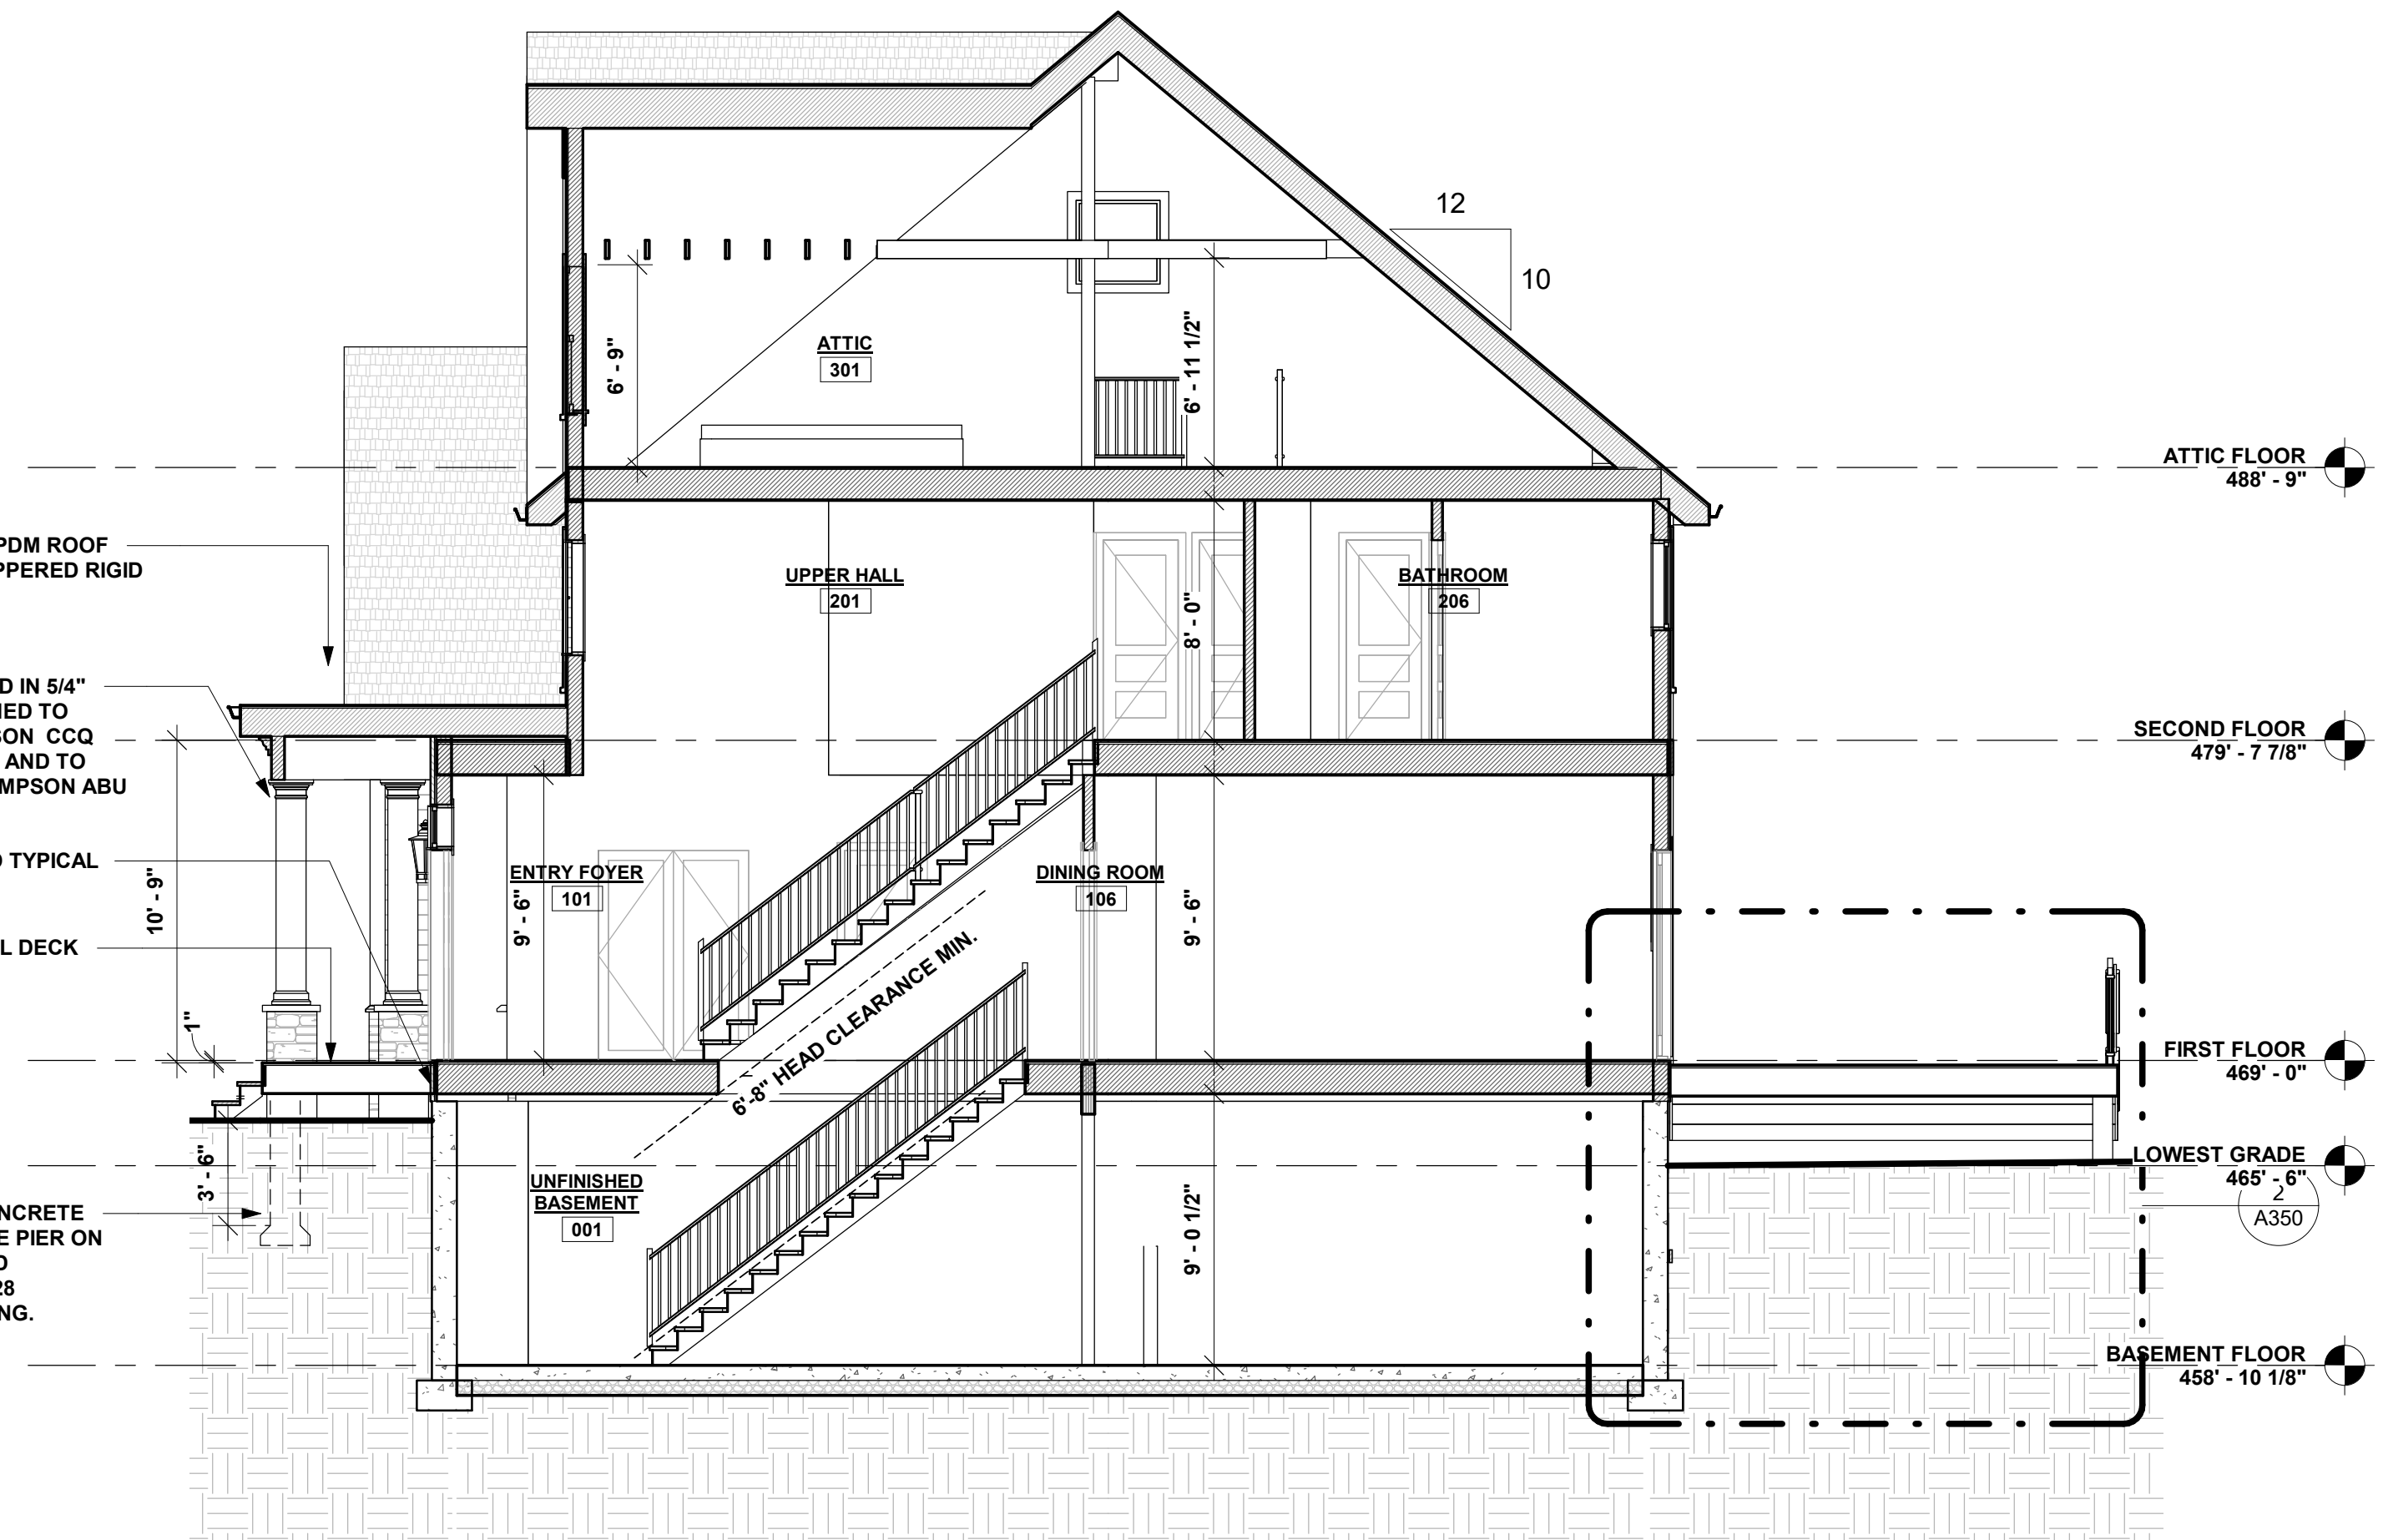 12
10
6' - 9"
ATTIC
301
6' - 11 1/2"
ATTIC FLOOR
488' - 9"
PDM ROOF
PPERED RIGID
UPPER HALL
201
8' - 0"
BATHROOM
206
D IN 5/4"
SON CCQ
AND TO
MPSON ABU
SECOND FLOOR
479' - 7 7/8"
O TYPICAL
10' - 9"
ENTRY FOYER
101
9' - 6"
DINING ROOM
106
9' - 6"
L DECK
6'-8" HEAD CLEARANCE MIN.
1"
FIRST FLOOR
469' - 0"
LOWEST GRADE
465' - 6"
2
A350
3' - 6"
UNFINISHED
BASEMENT
001
9' - 0 1/2"
NCRETE
E PIER ON
28
NG.
BASEMENT FLOOR
458' - 10 1/8"